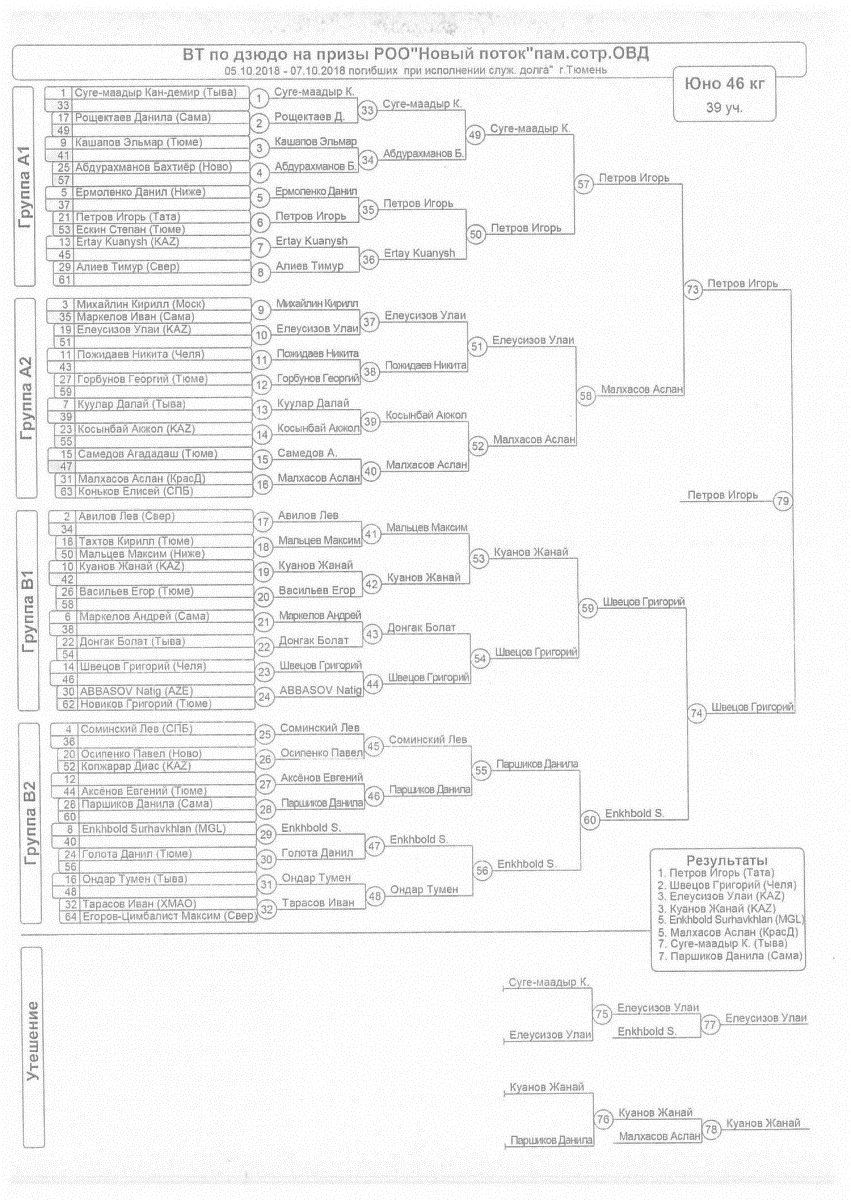 ВТ по дзюдо на призы РОО"Новый поток"пам.сотр.ОВД
05.10.2018 - 07.10.2018 погибших при исполнении служ. долга" г.Тюмень
Юно 46 кг
39 уч.
Группа А1
1 Суге-маадыр Кан-демир (Тыва)
33
17 Рощектаев Данила (Сама)
49
9 Кашапов Эльмар (Тюме)
41
25 Абдурахманов Бахтиёр (Ново)
57
5 Ермоленко Данил (Ниже)
37
21 Петров Игорь (Тата)
53 Ескин Степан (Тюме)
13 Ertay Kuanysh (KAZ)
45
29 Алиев Тимур (Свер)
61
1 Суге-маадыр К.
2 Рощектаев Д.
3 Кашапов Эльмар
4 Абдурахманов Б.
5 Ермоленко Данил
6 Петров Игорь
7 Ertay Kuanysh
8 Алиев Тимур
33 Суге-маадыр К.
34 Абдурахманов Б.
35 Петров Игорь
36 Ertay Kuanysh
49 Суге-маадыр К.
50 Петров Игорь
57 Петров Игорь
Группа А2
3 Михайлин Кирилл (Моск)
35 Маркелов Иван (Сама)
19 Елеусизов Улаи (KAZ)
51
11 Пожидаев Никита (Челя)
43
27 Горбунов Георгий (Тюме)
59
7 Куулар Далай (Тыва)
39
23 Косынбай Акжол (KAZ)
55
15 Самедов Агададаш (Тюме)
47
31 Малхасов Аслан (КрасД)
63 Коньков Елисей (СПБ)
9 Михайлин Кирилл
10 Елеусизов Улаи
11 Пожидаев Никита
12 Горбунов Георгий
13 Куулар Далай
14 Косынбай Акжол
15 Самедов А.
16 Малхасов Аслан
37 Елеусизов Улаи
38 Пожидаев Никита
39 Косынбай Акжол
40 Малхасов Аслан
51 Елеусизов Улаи
52 Малхасов Аслан
58 Малхасов Аслан
73 Петров Игорь
Петров Игорь 79
Группа В1
2 Авилов Лев (Свер)
34
18 Тахтов Кирилл (Тюме)
50 Мальцев Максим (Ниже)
10 Куанов Жанай (KAZ)
42
26 Васильев Егор (Тюме)
58
6 Маркелов Андрей (Сама)
38
22 Донгак Болат (Тыва)
54
14 Швецов Григорий (Челя)
46
30 ABBASOV Natig (AZE)
62 Новиков Григорий (Тюме)
17 Авилов Лев
18 Мальцев Максим
19 Куанов Жанай
20 Васильев Егор
21 Маркелов Андрей
22 Донгак Болат
23 Швецов Григорий
24 ABBASOV Natig
41 Мальцев Максим
42 Куанов Жанай
43 Донгак Болат
44 Швецов Григорий
53 Куанов Жанай
54 Швецов Григорий
59 Швецов Григорий
Группа В2
4 Соминский Лев (СПБ)
36
20 Осипенко Павел (Ново)
52 Копжарар Диас (KAZ)
12
44 Аксёнов Евгений (Тюме)
28 Паршиков Данила (Сама)
60
8 Enkhbold Surhavkhlan (MGL)
40
24 Голота Данил (Тюме)
56
16 Ондар Тумен (Тыва)
48
32 Тарасов Иван (ХМАО)
64 Егоров-Цимбалист Максим (Свер)
25 Соминский Лев
26 Осипенко Павел
27 Аксёнов Евгений
28 Паршиков Данила
29 Enkhbold S.
30 Голота Данил
31 Ондар Тумен
32 Тарасов Иван
45 Соминский Лев
46 Паршиков Данила
47 Enkhbold S.
48 Ондар Тумен
55 Паршиков Данила
56 Enkhbold S.
60 Enkhbold S.
74 Швецов Григорий
Результаты
1. Петров Игорь (Тата)
2. Швецов Григорий (Челя)
3. Елеусизов Улаи (KAZ)
3. Куанов Жанай (KAZ)
5. Enkhbold Surhavkhlan (MGL)
5. Малхасов Аслан (КрасД)
7. Суге-маадыр К. (Тыва)
7. Паршиков Данила (Сама)
Утешение
Суге-маадыр К.
Елеусизов Улаи
75 Елеусизов Улаи
Enkhbold S.
77 Елеусизов Улаи
Куанов Жанай
Паршиков Данила
76 Куанов Жанай
Малхасов Аслан
78 Куанов Жанай